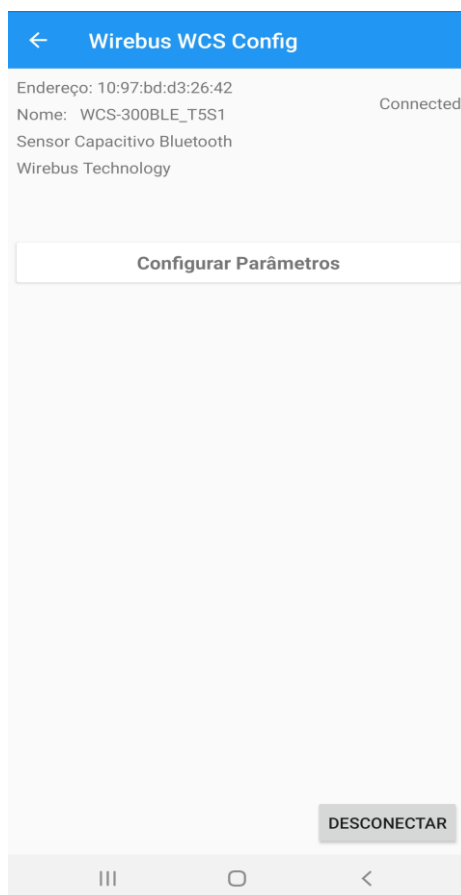 Wirebus WCS Config
Endereço: 10:97:bd:d3:26:42
Connected
Nome: WCS-300BLE_T5S1
Sensor Capacitivo Bluetooth
Wirebus Technology
Configurar Parâmetros
DESCONECTAR